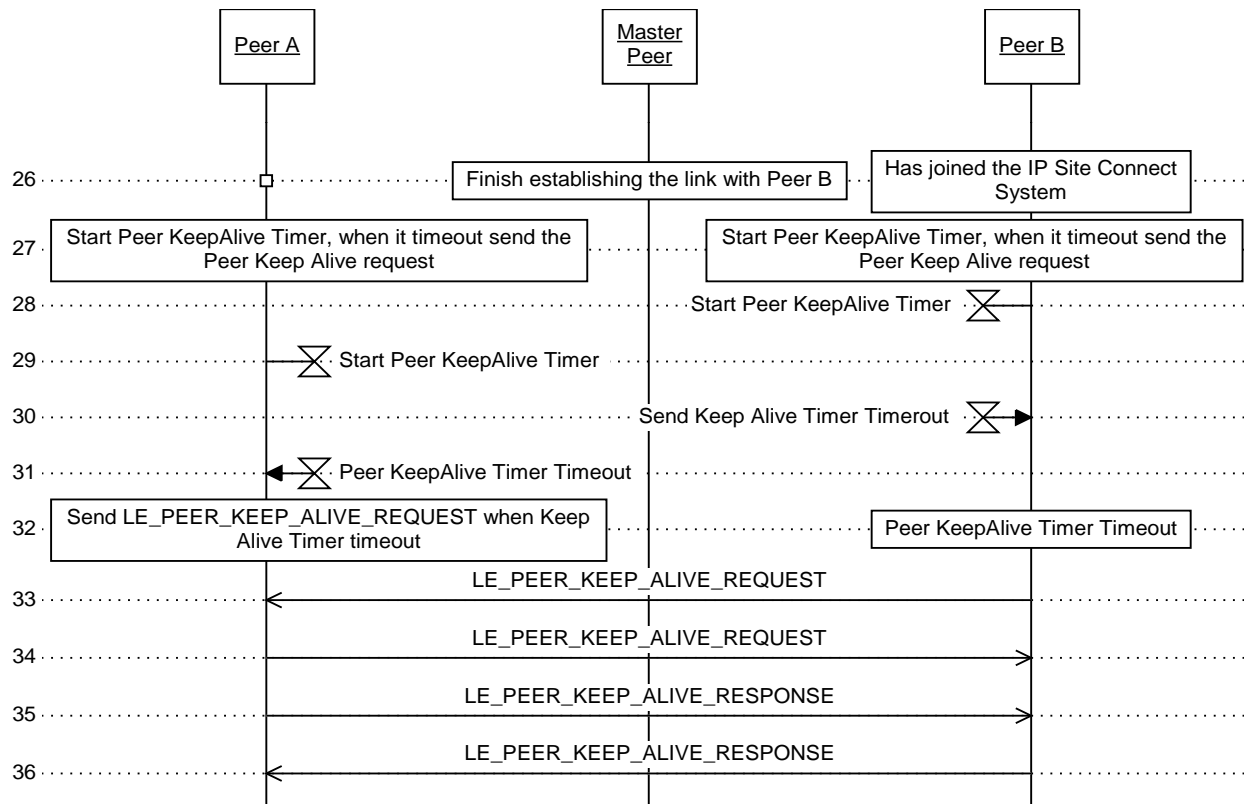 Peer A
Master
Peer
Peer B
26
Finish establishing the link with Peer B
Has joined the IP Site Connect
System
27
Start Peer KeepAlive Timer, when it timeout send the
Peer Keep Alive request
Start Peer KeepAlive Timer, when it timeout send the
Peer Keep Alive request
28
Start Peer KeepAlive Timer
29
Start Peer KeepAlive Timer
30
Send Keep Alive Timer Timerout
31
Peer KeepAlive Timer Timeout
32
Send LE_PEER_KEEP_ALIVE_REQUEST when Keep
Alive Timer timeout
Peer KeepAlive Timer Timeout
33
LE_PEER_KEEP_ALIVE_REQUEST
34
LE_PEER_KEEP_ALIVE_REQUEST
35
LE_PEER_KEEP_ALIVE_RESPONSE
36
LE_PEER_KEEP_ALIVE_RESPONSE